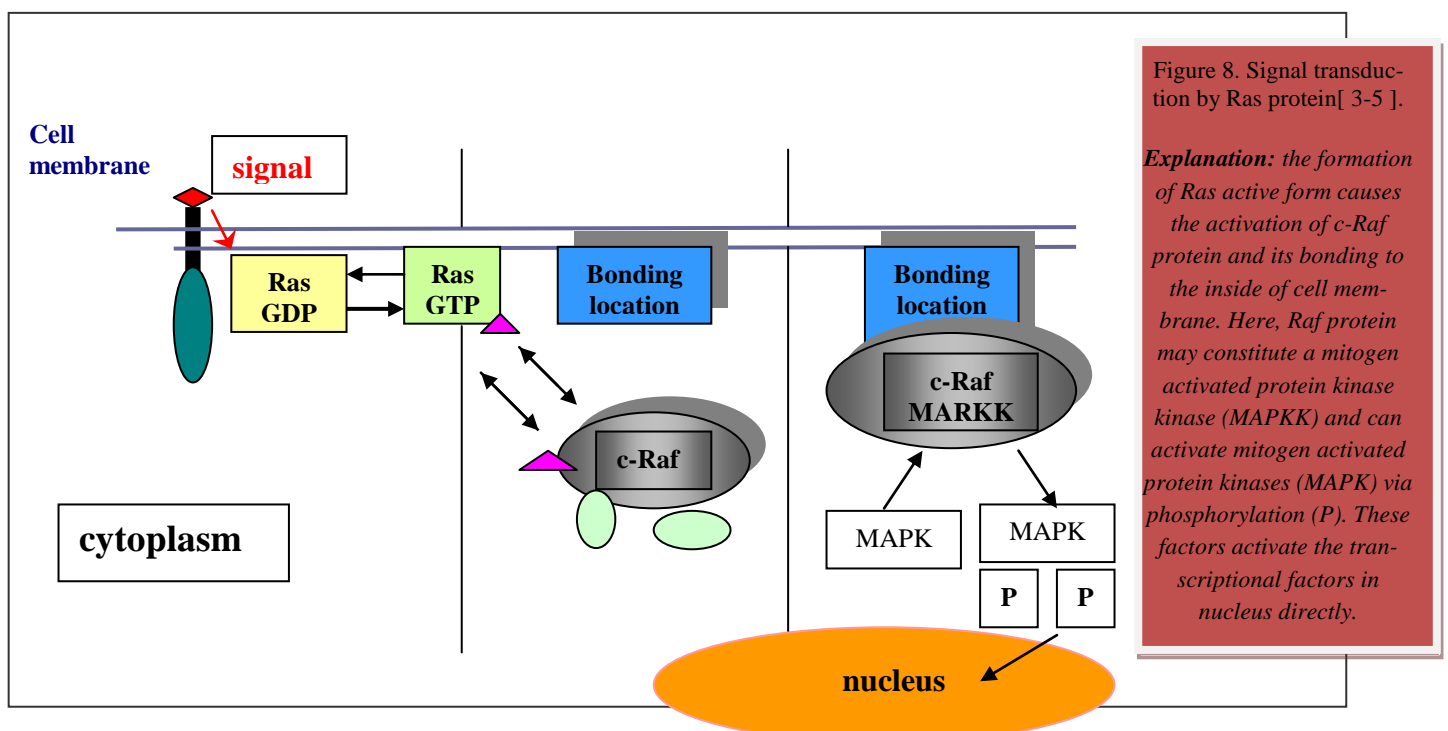 Cell
membrane
signal
Ras
GDP
Ras
GTP
Bonding
location
Bonding
location
c-Raf
c-Raf
MARKK
cytoplasm
MAPK
MAPK
P
P
nucleus
Figure 8. Signal transduc-
tion by Ras protein[ 3-5 ].
Explanation: the formation
of Ras active form causes
the activation of c-Raf
protein and its bonding to
the inside of cell mem-
brane. Here, Raf protein
may constitute a mitogen
activated protein kinase
kinase (MAPKK) and can
activate mitogen activated
protein kinases (MAPK) via
phosphorylation (P). These
factors activate the tran-
scriptional factors in
nucleus directly.